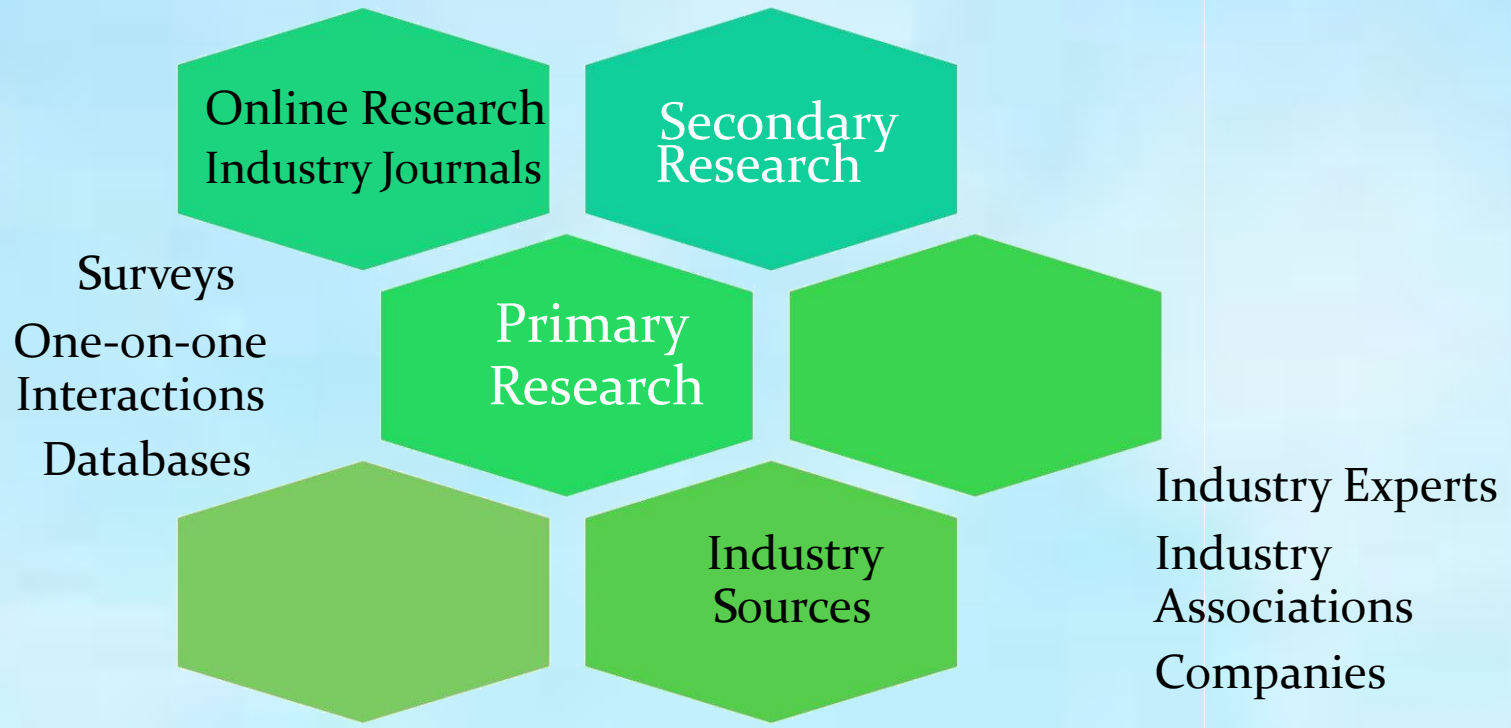 Online Research
Industry Journals
Secondary
Research
Surveys
One-on-one
Interactions
Databases
Primary
Research
Industry
Sources
Industry Experts
Industry
Associations
Companies